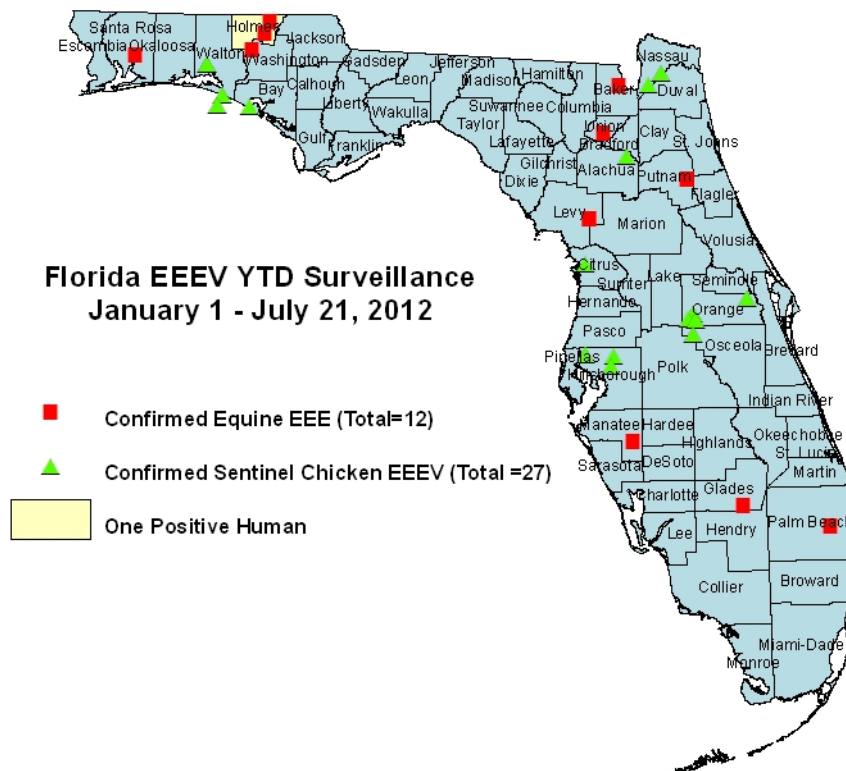 Santa Rosa
Holmes
Escambia
Okaloosa
Walton
Jackson
Washington
Bay
Calhoun
Gadsden
Liberty
Gulf
Franklin
Leon
Wakulla
Jefferson
Madison
Taylor
Hamilton
Suwannee
Columbia
Lafayette
Dixie
Gilchrist
Baker
Nassau
Duval
Union
Bradford
Clay
St. Johns
Alachua
Putnam
Flagler
Levy
Marion
Volusia
Florida EEEV YTD Surveillance
January 1 - July 21, 2012
Citrus
Sumter
Lake
Seminole
Hernando
Orange
Pasco
Osceola
Brevard
Pinellas
Hillsborough
Polk
Indian River
Manatee
Hardee
Highlands
Okeechobee
St. Lucie
Sarasota
DeSoto
Martin
Charlotte
Glades
Lee
Hendry
Palm Beach
Collier
Broward
Miami-Dade
Monroe
Confirmed Equine EEE (Total=12)
Confirmed Sentinel Chicken EEEV (Total =27)
One Positive Human